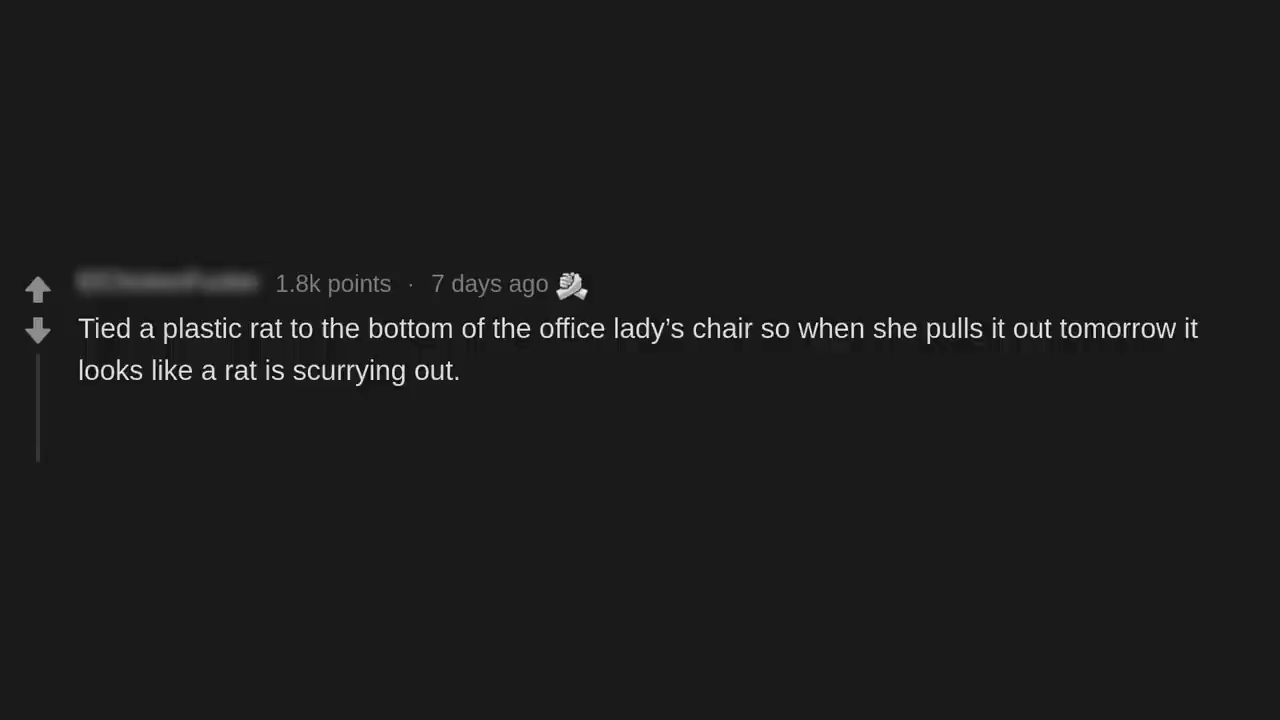 1.8k points · 7 days ago
Tied a plastic rat to the bottom of the office lady’s chair so when she pulls it out tomorrow it
looks like a rat is scurrying out.